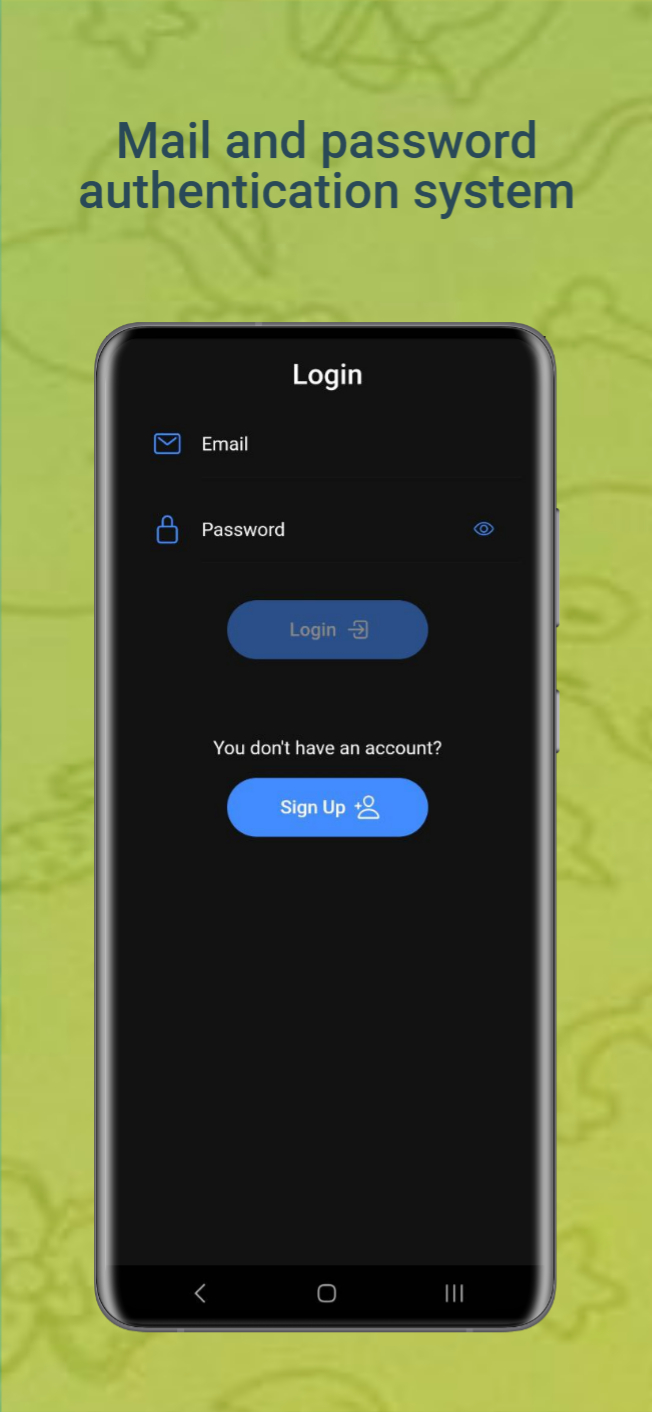 Mail and password
authentication system
Login
Email
Password
Login
You don't have an account?
Sign Up